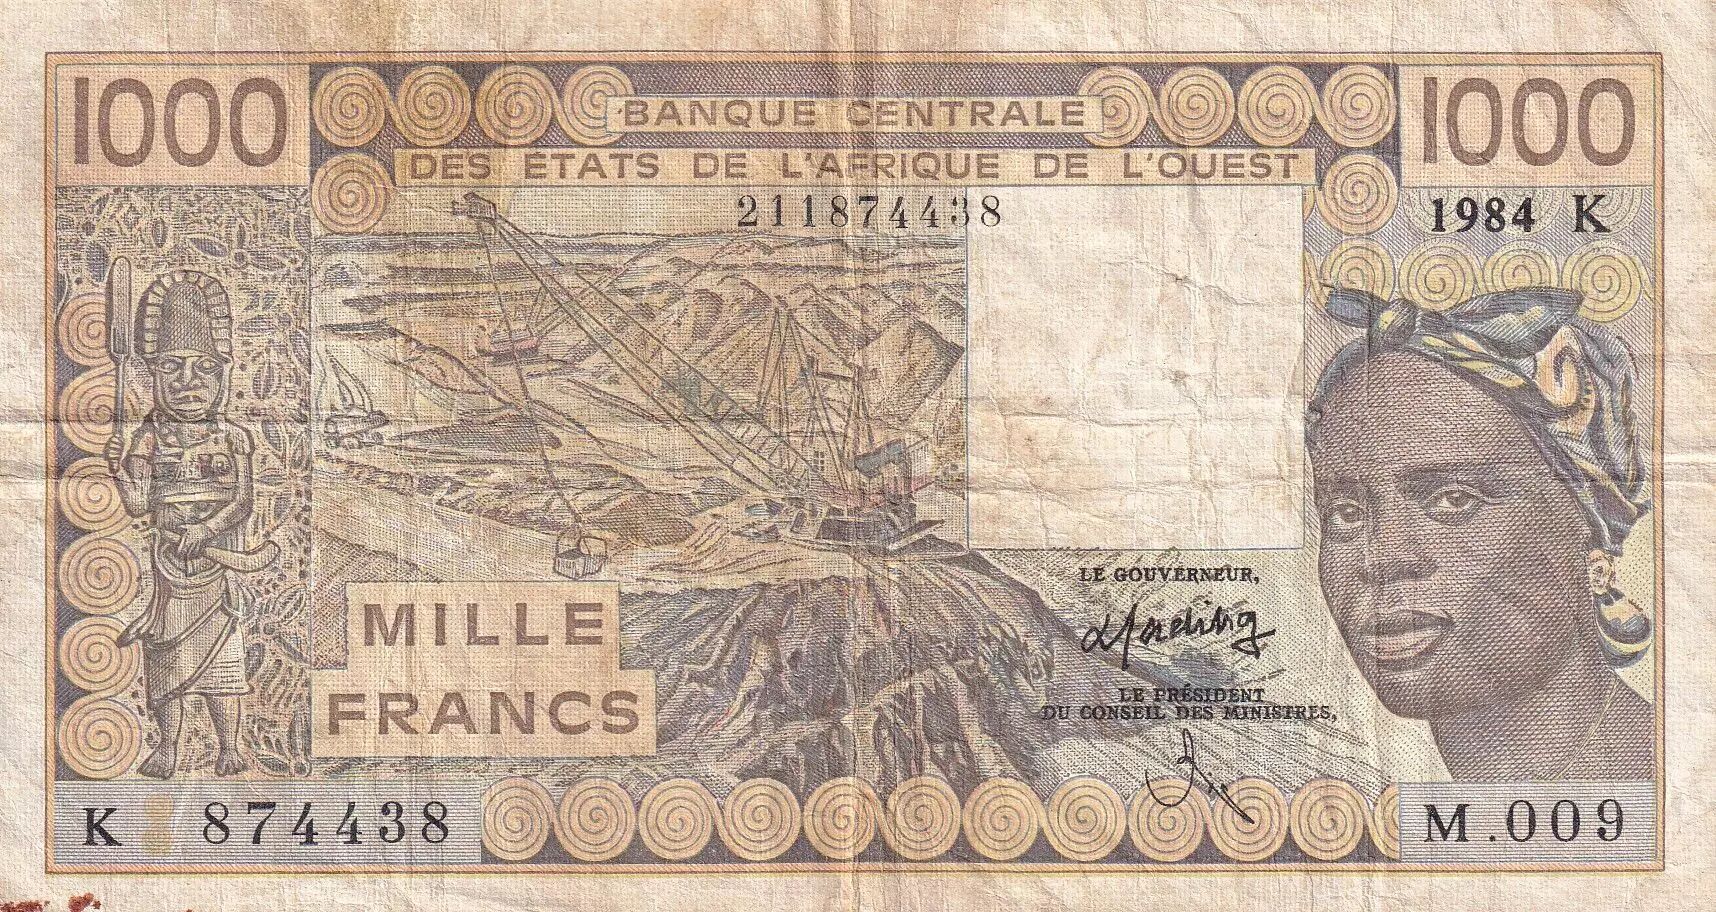 1000
BANQUE CENTRALE
1000
DES ÉTATS DE L'AFRIQUE DE L'OUEST
211874438
1984 K
LE GOUVERNEUR,
MILLE
FRANCS
LE PRÉSIDENT
DU CONSEIL DES MINISTRES,
K 874438
M.009